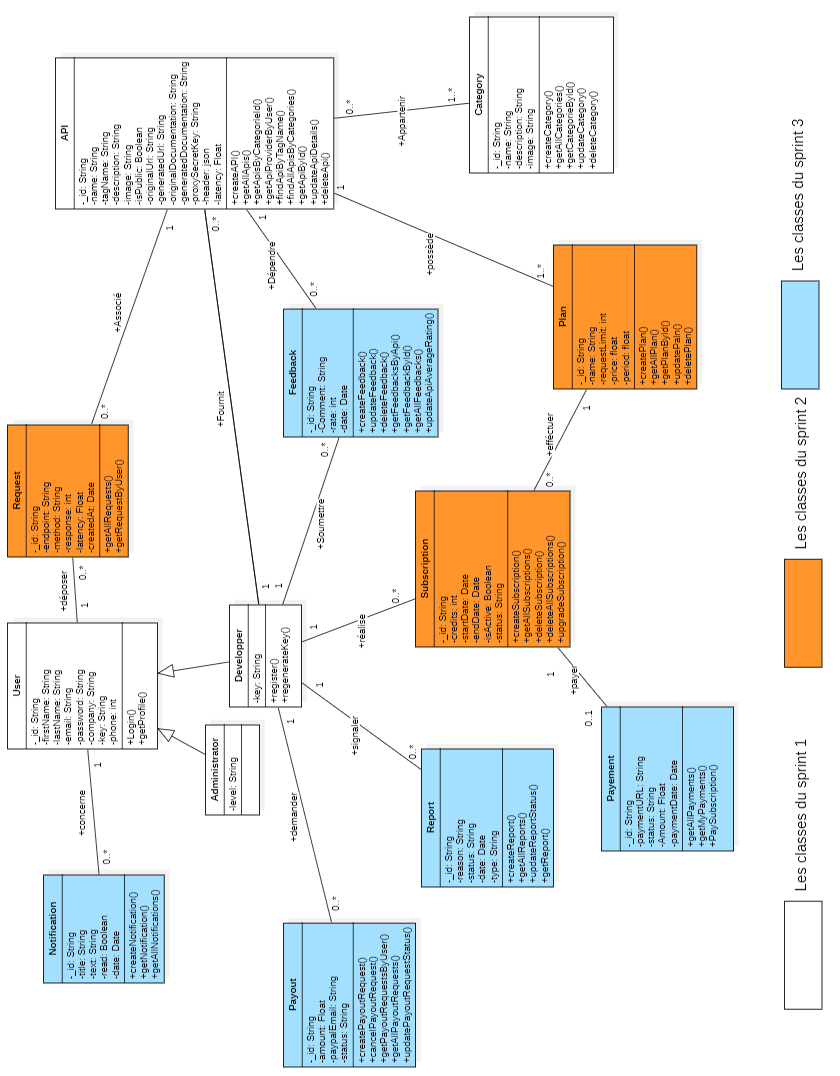 Notification
-_id: String
-title: String
-text: String
-read: Boolean
-date: Date
+createNotification()
+getNotification()
+getAllNotifications()
0..*
+concerne
1
User
-_id: String
-firstName: String
-lastName: String
-email: String
-password: String
-company: String
-key: String
-phone: int
+Login()
+getProfile()
1
+déposer
0..*
Request
-_id: String
-endpoint: String
-method: String
-response: int
-latency: Float
-createdAt: Date
+getAllRequests()
+getRequestByUser()
0..*
+Associé
1
API
-_id: String
-name: String
-tagName: String
-description: String
-image: String
-isPublic: Boolean
-originalUrl: String
-generatedUrl: String
-originalDocumentation: String
-generatedDocumentation: String
-proxySecretKey: String
-header: json
-latency: Float
+createAPI()
+getAllApis()
+getApisByCategorieId()
+getApiProviderByUser()
+findApiByTagName()
+findAllApisByCategories()
+getApiById()
+updateApiDetails()
+deleteApi()
Administrator
-level: String
Developper
-key: String
+register()
+regenerateKey()
1
+Fournit
0..*
1
+Soumettre
0..*
Feedback
-_id: String
-Comment: String
-rate: int
-date: Date
+createFeedback()
+updateFeedback()
+deleteFeedback()
+getFeedbacksByApi()
+getFeedbackById()
+getAllFeedbacks()
+updateApiAverageRating()
0..*
+Dépendre
1
1
+demander
0..*
Payout
-_id: String
-amount: Float
-paypalEmail: String
-status: String
+createPayoutRequest()
+cancelPayoutRequest()
+getPayoutRequestsByUser()
+getAllPayoutRequests()
+updatePayoutRequestStatus()
1
+signaler
0..*
Report
-_id: String
-reason: String
-status: String
-date: Date
-type: String
+createReport()
+getAllReports()
+updateReportStatus()
+getReport()
1
+réalise
0..*
Subscription
-_id: String
-credits: int
-startDate: Date
-endDate: Date
-isActive: Boolean
-status: String
+createSubscription()
+getAllSubscriptions()
+deleteSubscription()
+deleteAllSubscriptions()
+upgradeSubscription()
0..*
+efféctuer
1
Plan
-_id: String
-name: String
-requestLimit: int
-price: float
-period: float
+createPlan()
+getAllPlan()
+getPlanById()
+updatePaln()
+deletePlan()
1..*
+possède
1
0..*
+Appartenir
1..*
Category
-_id: String
-name: String
-description: String
-image: String
+createCategory()
+getAllCategories()
+getCategorieById()
+updateCategory()
+deleteCategory()
1
+payer
0..1
Payement
-_id: String
-paymentURL: String
-status: String
-Amount: Float
-paymentDate: Date
+getAllPayments()
+getMyPayments()
+PaySubscription()
Les classes du sprint 1
Les classes du sprint 2
Les classes du sprint 3